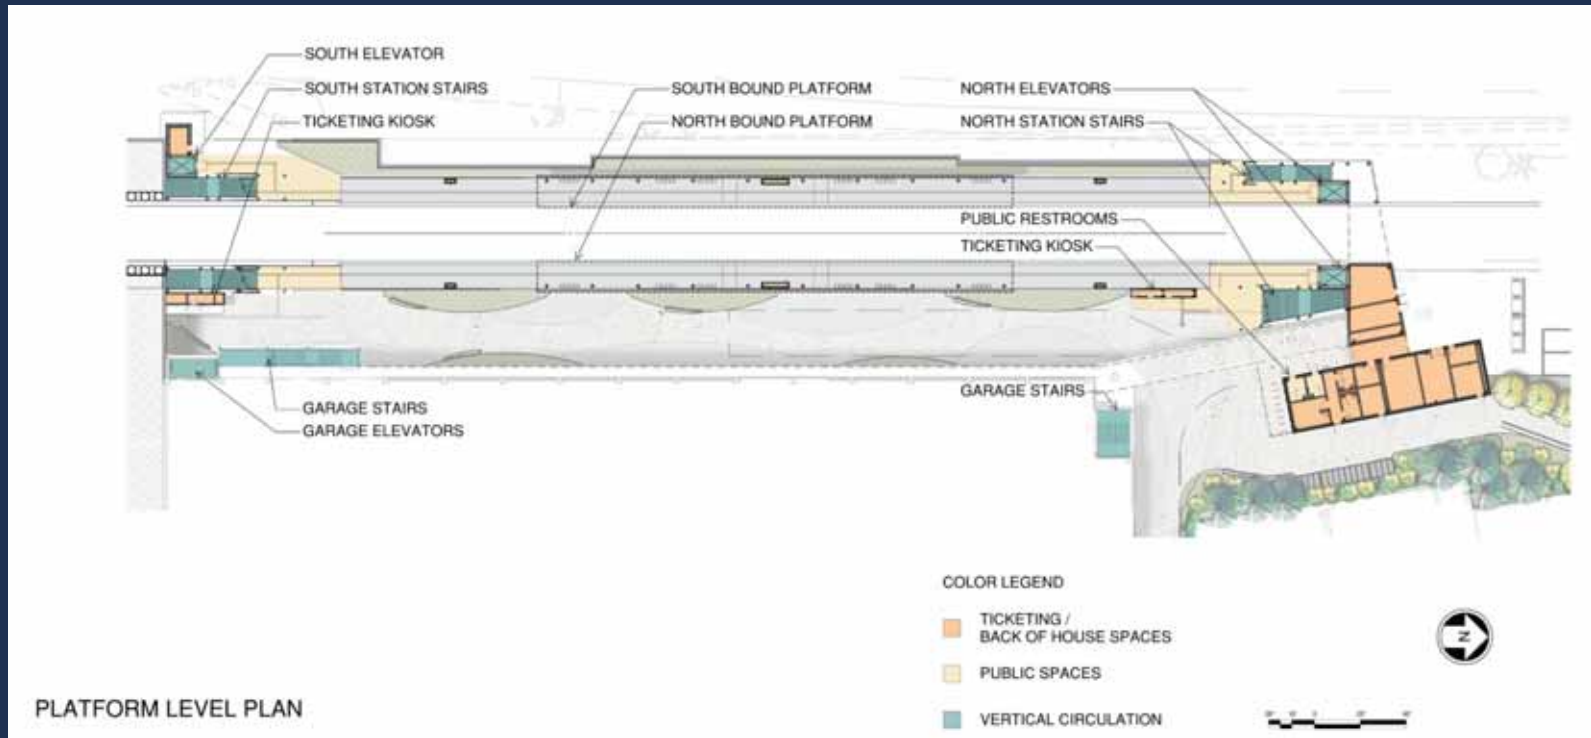 SOUTH ELEVATOR
SOUTH STATION STAIRS
TICKETING KIOSK
SOUTH BOUND PLATFORM
NORTH BOUND PLATFORM
NORTH ELEVATORS
NORTH STATION STAIRS
PUBLIC RESTROOMS
TICKETING KIOSK
GARAGE STAIRS
GARAGE STAIRS
GARAGE ELEVATORS
COLOR LEGEND
TICKETING /
BACK OF HOUSE SPACES
PUBLIC SPACES
VERTICAL CIRCULATION
N
PLATFORM LEVEL PLAN